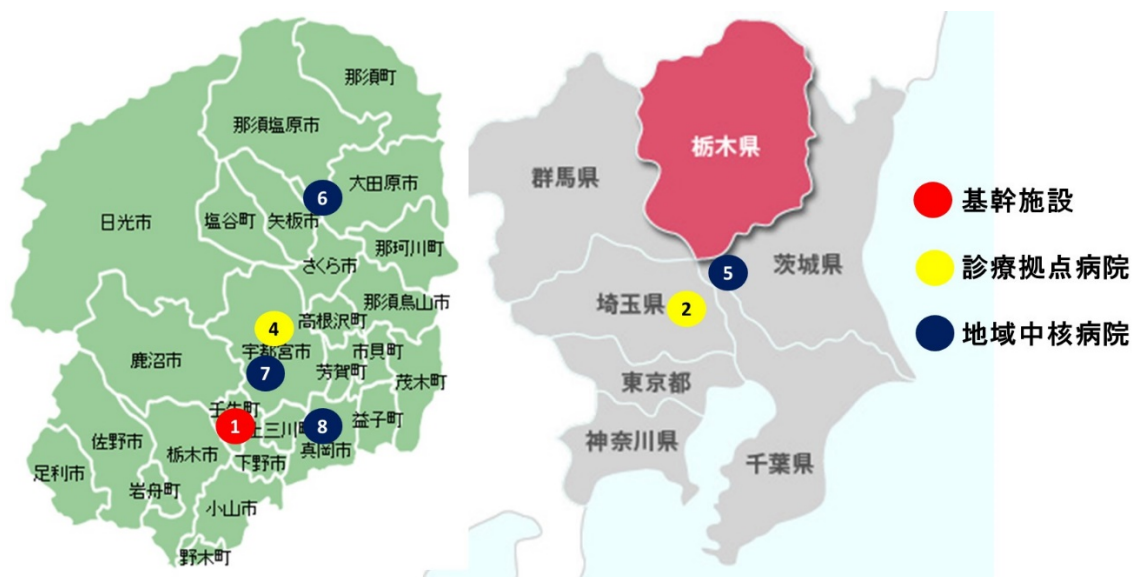 那須町
那須塩原市
6
大田原市
日光市
塩谷町
矢板市
那珂川町
さくら市
那須烏山市
4
高根沢町
宇都宮市
市貝町
鹿沼市
7
芳賀町
茂木町
壬生町
1
上三川町
8
益子町
佐野市
栃木市
真岡市
下野市
足利市
岩舟町
小山市
野木町
栃木県
群馬県
茨城県
5
埼玉県
2
東京都
神奈川県
千葉県
基幹施設
診療拠点病院
地域中核病院